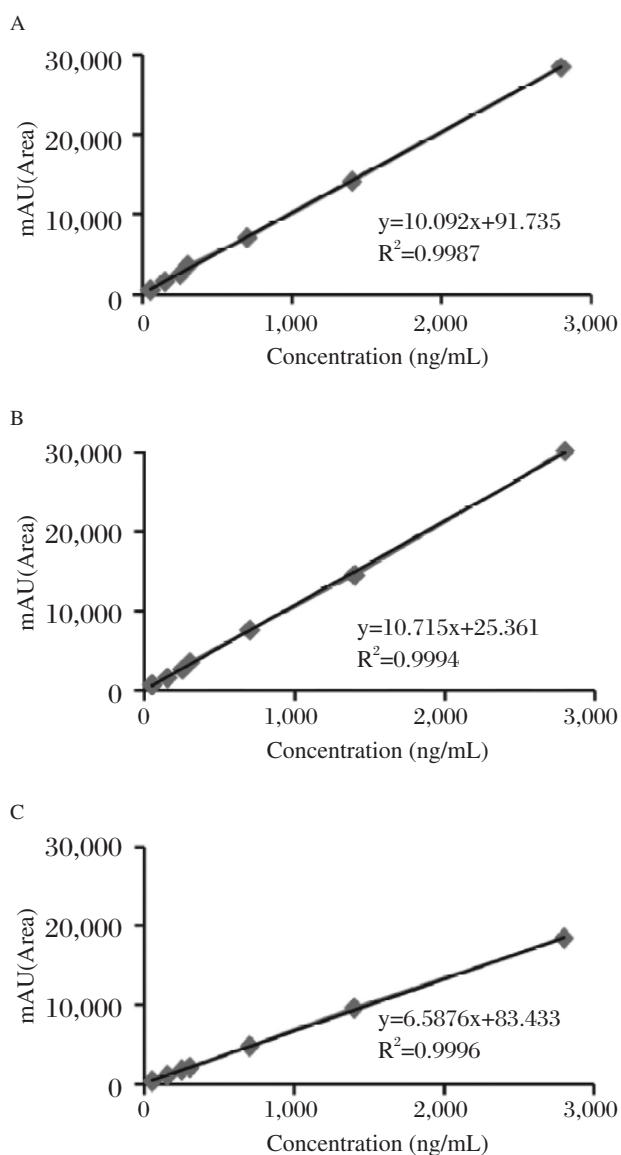 A
30,000
20,000
10,000
0
mAU(Area)
y=10.092x+91.735
R²=0.9987
0 1,000 2,000 3,000
Concentration (ng/mL)
B
30,000
20,000
10,000
0
mAU(Area)
y=10.715x+25.361
R²=0.9994
0 1,000 2,000 3,000
Concentration (ng/mL)
C
30,000
20,000
10,000
0
mAU(Area)
y=6.5876x+83.433
R²=0.9996
0 1,000 2,000 3,000
Concentration (ng/mL)